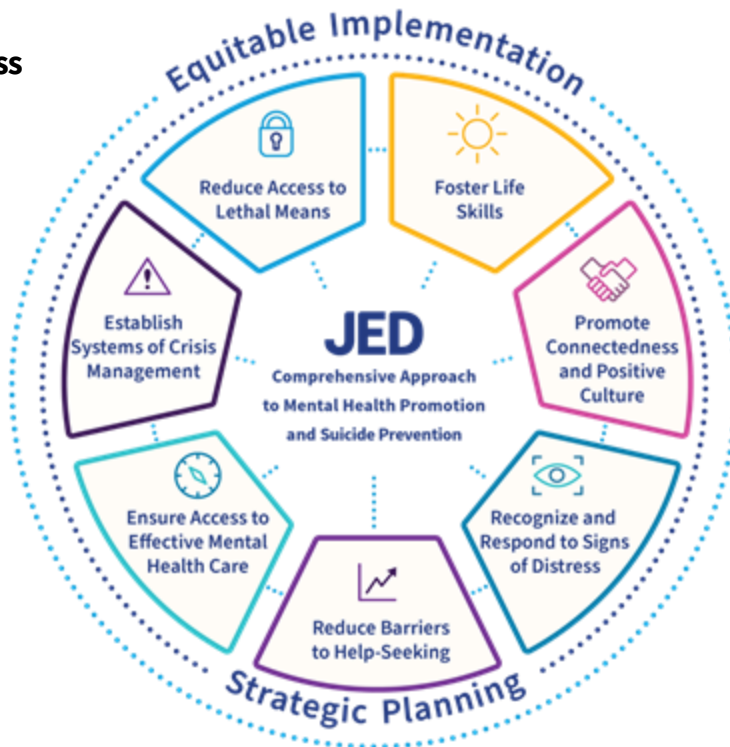 ss
Equitable Implementation
Reduce Access to
Lethal Means
Foster Life
Skills
Establish
Systems of Crisis
Management
Promote
Connectedness
and Positive
Culture
JED
Comprehensive Approach
to Mental Health Promotion
and Suicide Prevention
Ensure Access to
Effective Mental
Health Care
Recognize and
Respond to Signs
of Distress
Reduce Barriers
to Help-Seeking
Strategic Planning